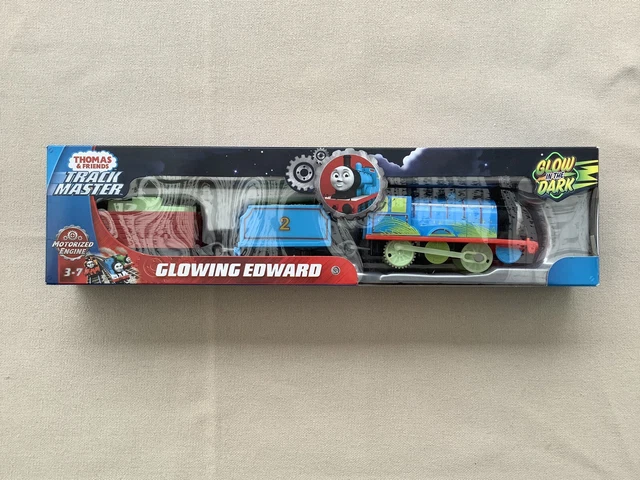 THOMAS
& FRIENDS
TRACK
MASTER
MOTORIZED
ENGINE
3-7
GLOWING EDWARD
2
GLOW
IN THE
DARK